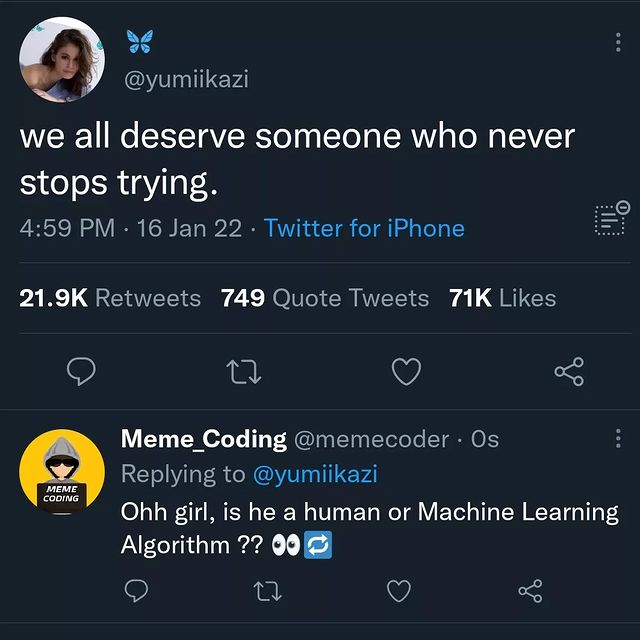 🦋
@yumiikazi
we all deserve someone who never
stops trying.
4:59 PM · 16 Jan 22 · Twitter for iPhone
21.9K Retweets 749 Quote Tweets 71K Likes
Meme_Coding @memecoder · 0s
MEME
CODING
Replying to @yumiikazi
Ohh girl, is he a human or Machine Learning
Algorithm ?? 👀🔁